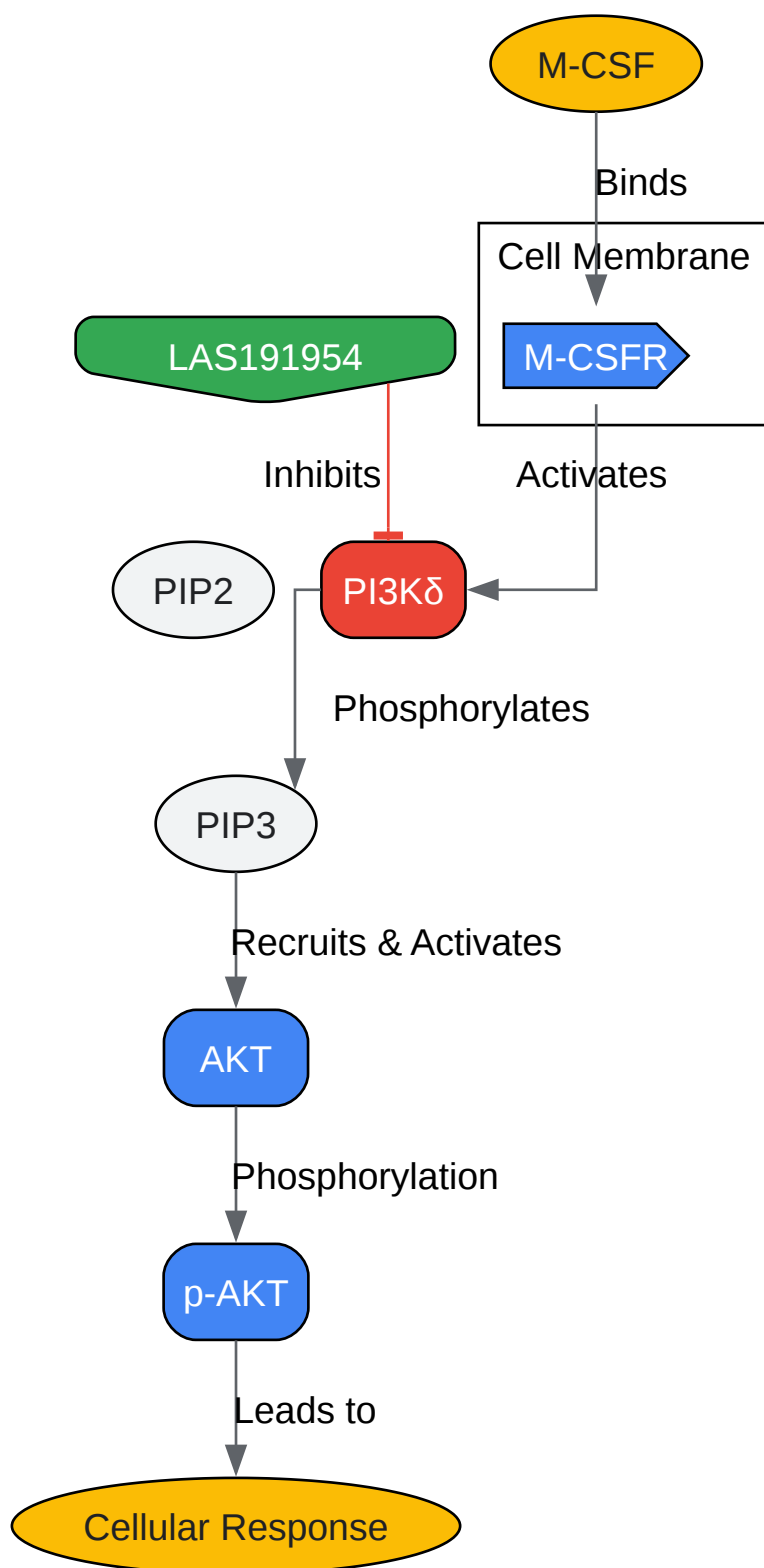 M-CSF
Binds
Cell Membrane
LAS191954
M-CSFR
Inhibits
Activates
PIP2
PI3Kδ
Phosphorylates
PIP3
Recruits & Activates
AKT
Phosphorylation
p-AKT
Leads to
Cellular Response